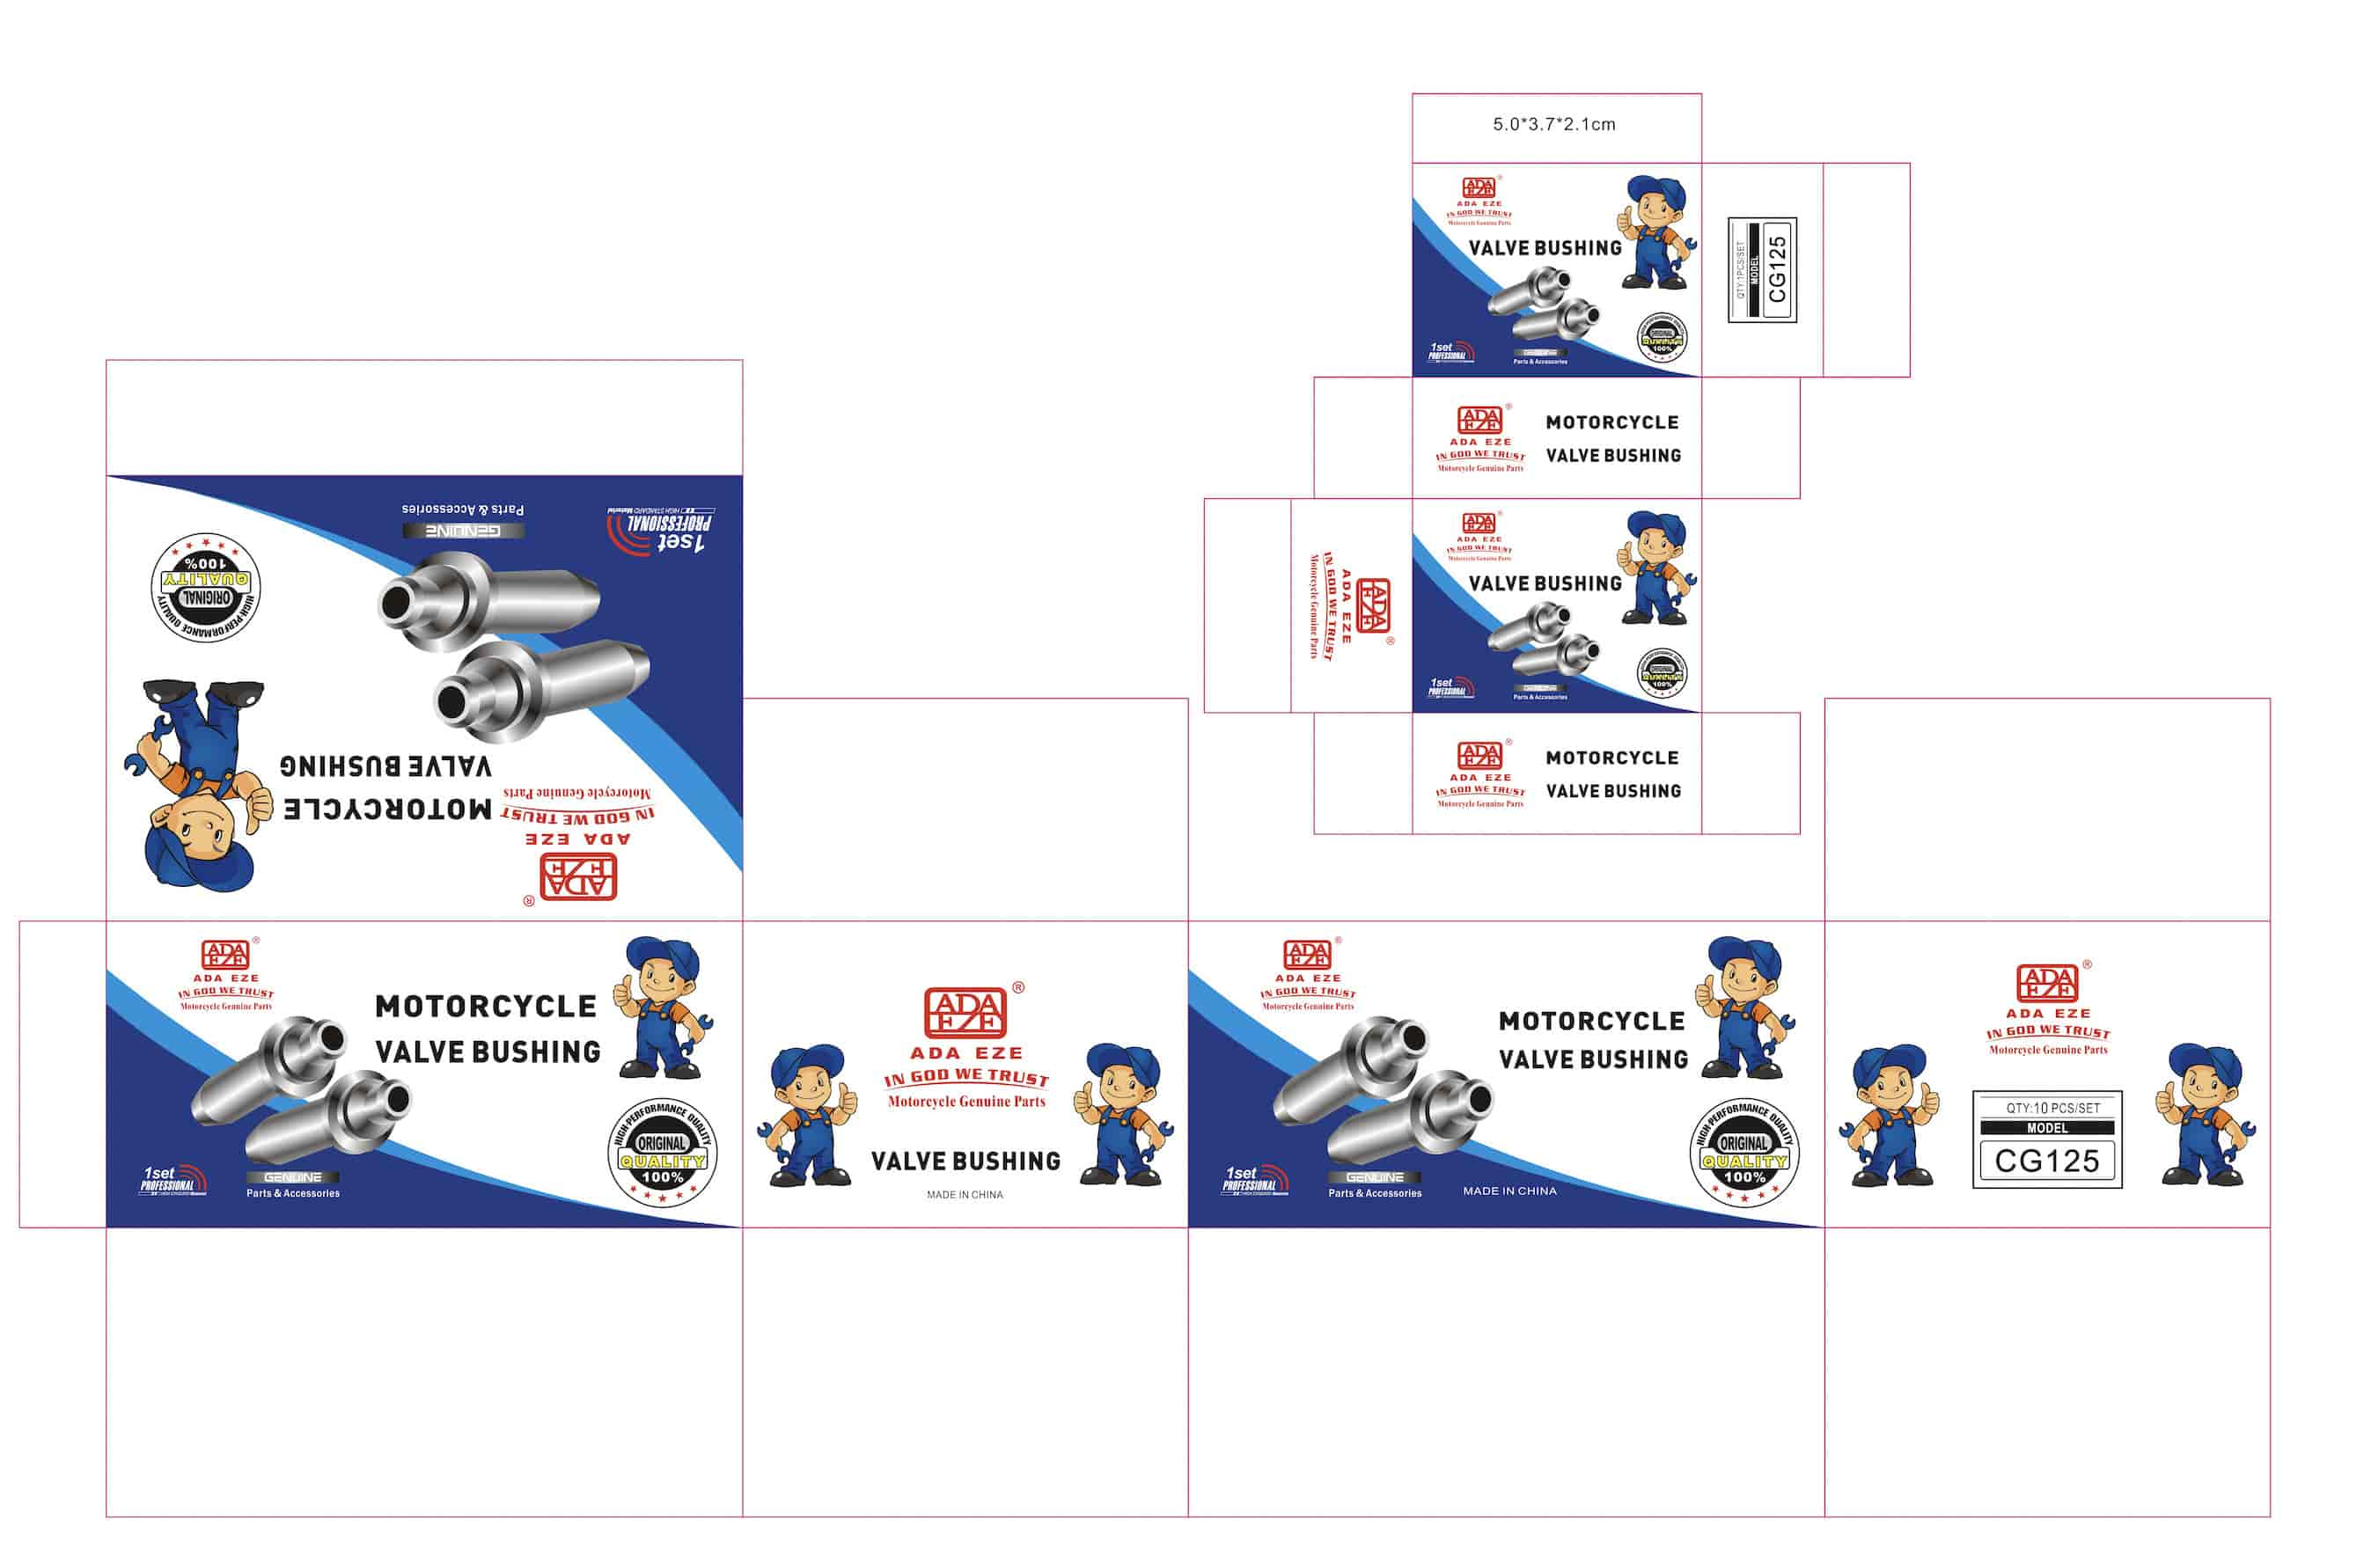 5.0*3.7*2.1cm
ADA
EZE
®
ADA EZE
IN GOD WE TRUST
Motorcycle Genuine Parts
VALVE BUSHING
ORIGINAL
100%
1set
PROFESSIONAL
Parts & Accessories
QTY:1PCS/SET
MODEL
CG125
ADA
EZE
®
ADA EZE
IN GOD WE TRUST
Motorcycle Genuine Parts
MOTORCYCLE
VALVE BUSHING
ADA
EZE
®
ADA EZE
IN GOD WE TRUST
Motorcycle Genuine Parts
ADA
EZE
®
ADA EZE
IN GOD WE TRUST
Motorcycle Genuine Parts
VALVE BUSHING
ORIGINAL
100%
1set
PROFESSIONAL
Parts & Accessories
ADA
EZE
®
ADA EZE
IN GOD WE TRUST
Motorcycle Genuine Parts
MOTORCYCLE
VALVE BUSHING
ADA
EZE
®
ADA EZE
IN GOD WE TRUST
Motorcycle Genuine Parts
MOTORCYCLE
VALVE BUSHING
GENUINE
Parts & Accessories
1set
PROFESSIONAL
HIGH STANDARD Material
HIGH-PERFORMANCE QUALITY
ORIGINAL
QUALITY
100%
ADA
EZE
®
ADA EZE
IN GOD WE TRUST
Motorcycle Genuine Parts
MOTORCYCLE
VALVE BUSHING
1set
PROFESSIONAL
GENUINE
Parts & Accessories
HIGH-PERFORMANCE QUALITY
ORIGINAL
QUALITY
100%
ADA
EZE
®
ADA EZE
IN GOD WE TRUST
Motorcycle Genuine Parts
VALVE BUSHING
MADE IN CHINA
ADA
EZE
®
ADA EZE
IN GOD WE TRUST
Motorcycle Genuine Parts
MOTORCYCLE
VALVE BUSHING
1set
PROFESSIONAL
GENUINE
Parts & Accessories
MADE IN CHINA
HIGH-PERFORMANCE QUALITY
ORIGINAL
QUALITY
100%
ADA
EZE
®
ADA EZE
IN GOD WE TRUST
Motorcycle Genuine Parts
QTY:10 PCS/SET
MODEL
CG125